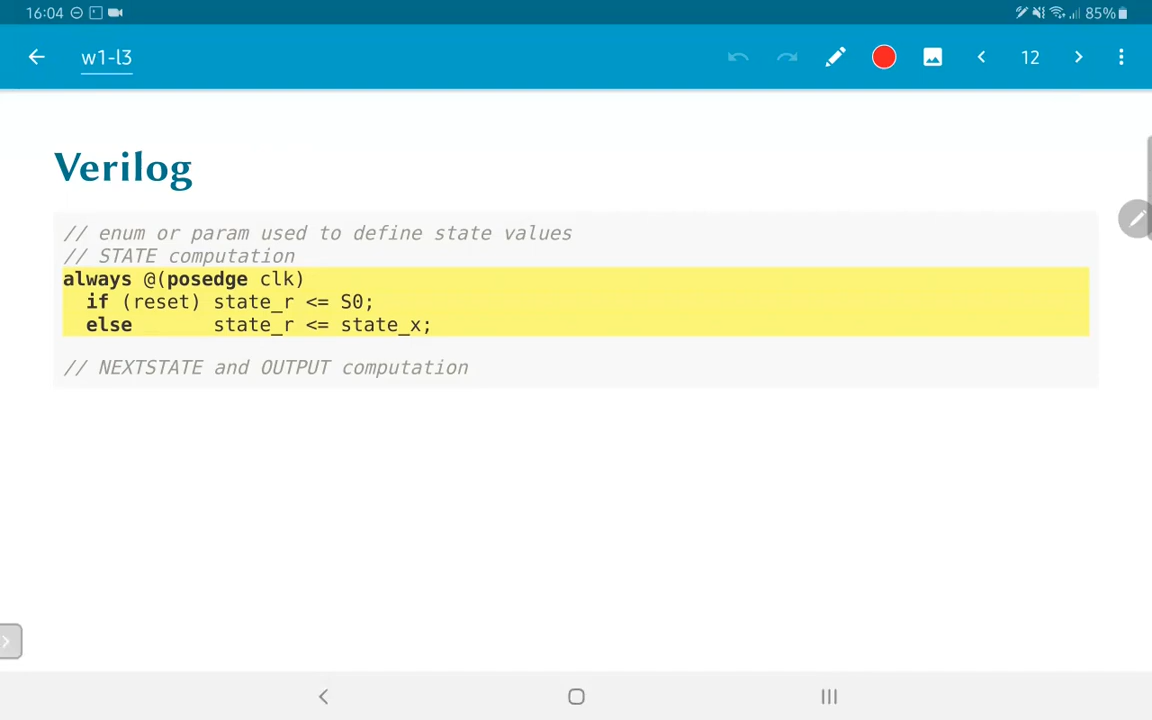 16:04 85%
w1-l3 12
Verilog
// enum or param used to define state values
// STATE computation
always @(posedge clk)
  if (reset) state_r <= S0;
  else       state_r <= state_x;
// NEXTSTATE and OUTPUT computation